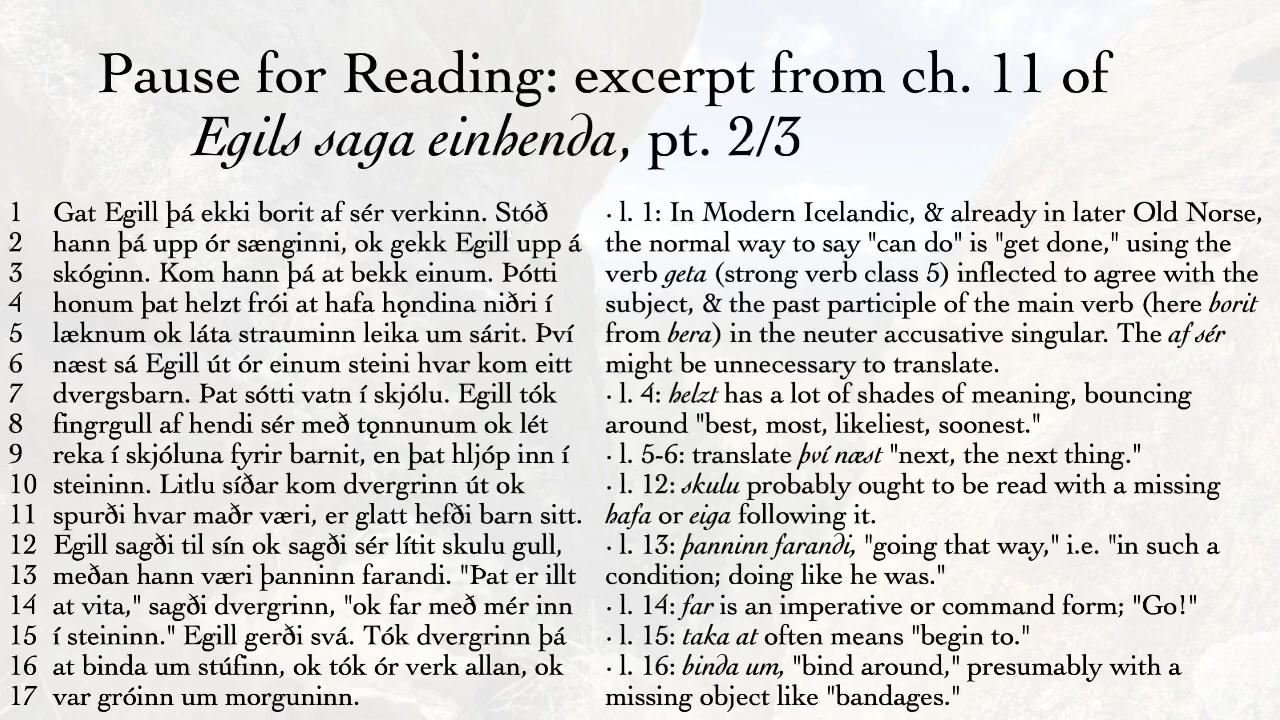 Pause for Reading: excerpt from ch. 11 of
Egils saga einhenda, pt. 2/3
1 Gat Egill þá ekki borit af sér verkinn. Stóð
2 hann þá upp ór sænginni, ok gekk Egill upp á
3 skóginn. Kom hann þá at bekk einum. Þótti
4 honum þat helzt frói at hafa hǫndina niðri í
5 læknum ok láta strauminn leika um sárit. Því
6 næst sá Egill út ór einum steini hvar kom eitt
7 dvergsbarn. Þat sótti vatn í skjólu. Egill tók
8 fingrgull af hendi sér með tǫnnunum ok lét
9 reka í skjóluna fyrir barnit, en þat hljóp inn í
10 steininn. Litlu síðar kom dvergrinn út ok
11 spurði hvar maðr væri, er glatt hefði barn sitt.
12 Egill sagði til sín ok sagði sér lítit skulu gull,
13 meðan hann væri þanninn farandi. "Þat er illt
14 at vita," sagði dvergrinn, "ok far með mér inn
15 í steininn." Egill gerði svá. Tók dvergrinn þá
16 at binda um stúfinn, ok tók ór verk allan, ok
17 var gróinn um morguninn.
· l. 1: In Modern Icelandic, & already in later Old Norse,
the normal way to say "can do" is "get done," using the
verb geta (strong verb class 5) inflected to agree with the
subject, & the past participle of the main verb (here borit
from bera) in the neuter accusative singular. The af sér
might be unnecessary to translate.
· l. 4: helzt has a lot of shades of meaning, bouncing
around "best, most, likeliest, soonest."
· l. 5-6: translate því næst "next, the next thing."
· l. 12: skulu probably ought to be read with a missing
hafa or eiga following it.
· l. 13: þanninn farandi, "going that way," i.e. "in such a
condition; doing like he was."
· l. 14: far is an imperative or command form; "Go!"
· l. 15: taka at often means "begin to."
· l. 16: binda um, "bind around," presumably with a
missing object like "bandages."